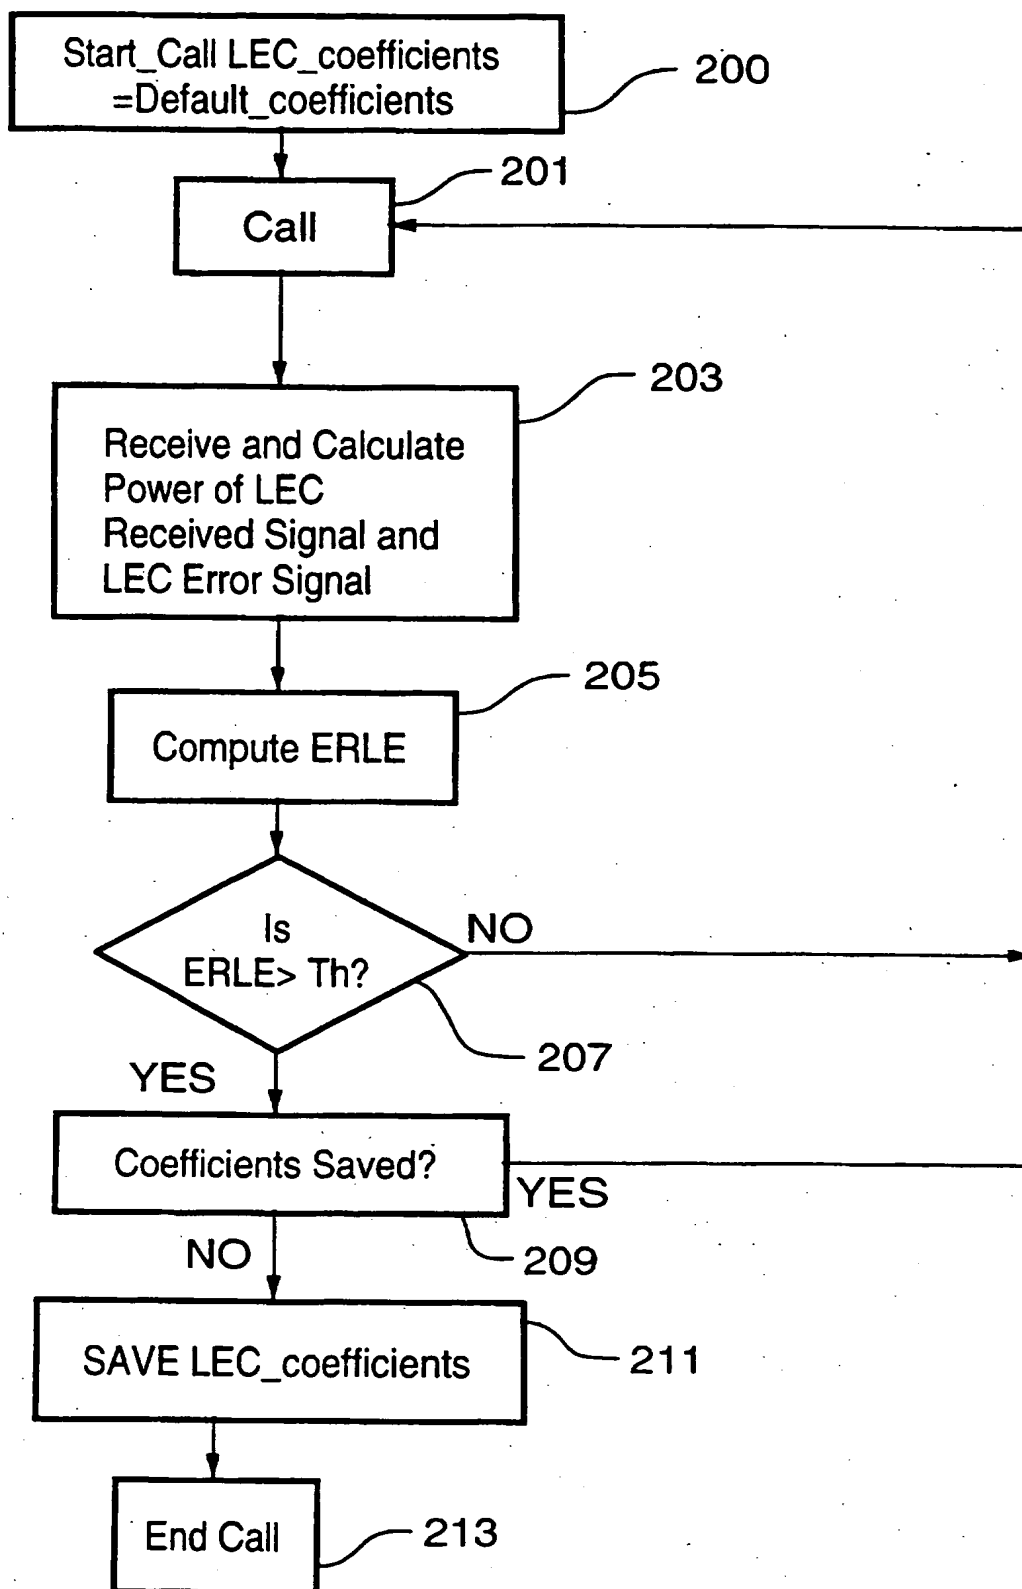 Start_Call LEC_coefficients
=Default_coefficients
200
201
Call
203
Receive and Calculate
Power of LEC
Received Signal and
LEC Error Signal
205
Compute ERLE
Is
ERLE> Th?
NO
207
YES
Coefficients Saved?
YES
209
NO
SAVE LEC_coefficients
211
End Call
213